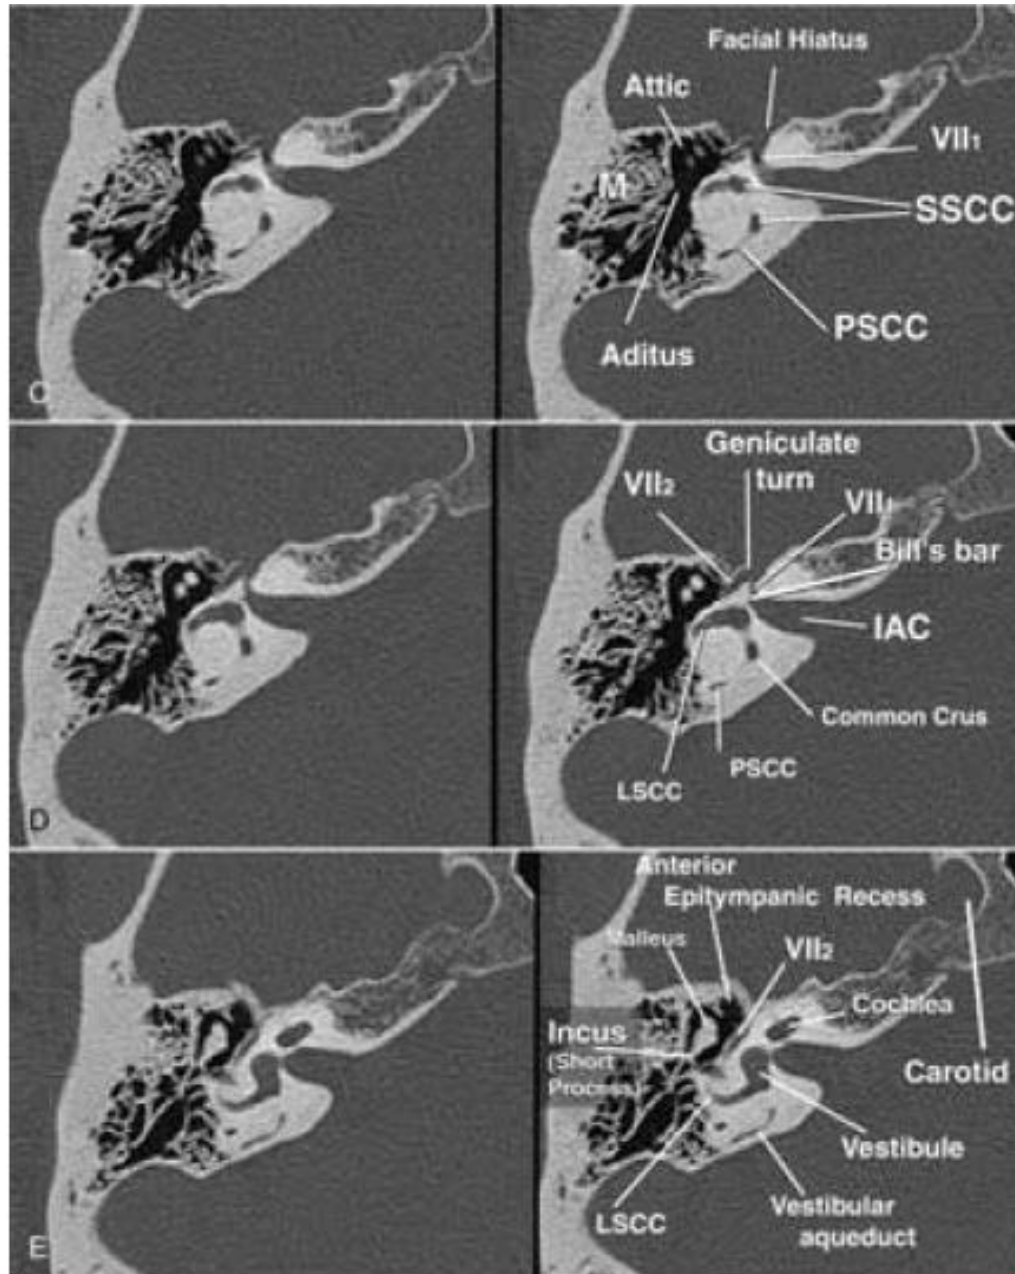 Facial Hiatus
Attic
VII1
M
SSCC
PSCC
Aditus
C
Geniculate
turn
VII2
VII1
Bill's bar
IAC
Common Crus
PSCC
LSCC
D
Anterior
Epitympanic Recess
Malleus
VII2
Cochlea
Incus
(Short
Process)
Carotid
Vestibule
LSCC
Vestibular
aqueduct
E